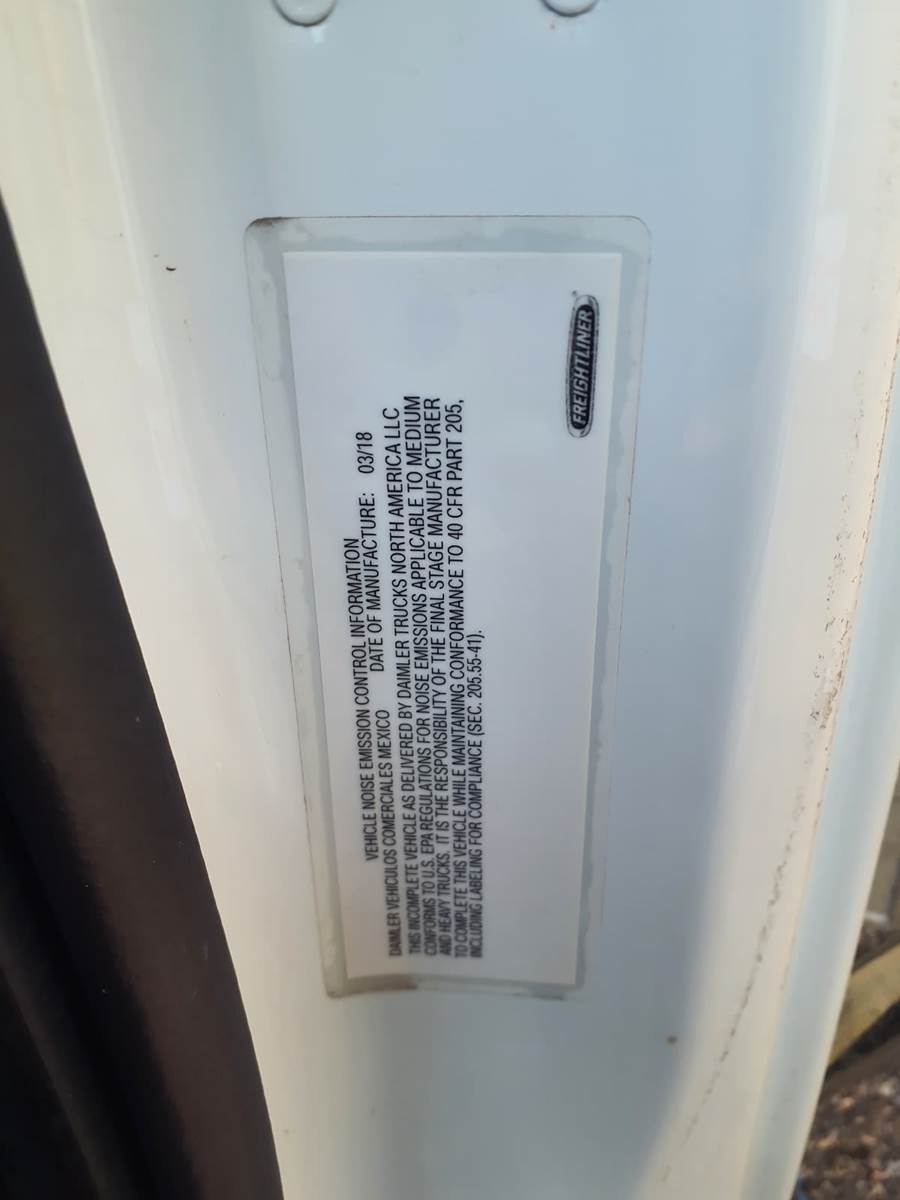 VEHICLE NOISE EMISSION CONTROL INFORMATION
DAIMLER VEHICULOS COMERCIALES MEXICO DATE OF MANUFACTURE: 03/18
THIS INCOMPLETE VEHICLE AS DELIVERED BY DAIMLER TRUCKS NORTH AMERICA LLC
CONFORMS TO U.S. EPA REGULATIONS FOR NOISE EMISSIONS APPLICABLE TO MEDIUM
AND HEAVY TRUCKS. IT IS THE RESPONSIBILITY OF THE FINAL STAGE MANUFACTURER
TO COMPLETE THIS VEHICLE WHILE MAINTAINING CONFORMANCE TO 40 CFR PART 205,
INCLUDING LABELING FOR COMPLIANCE (SEC. 205.55-41).
FREIGHTLINER